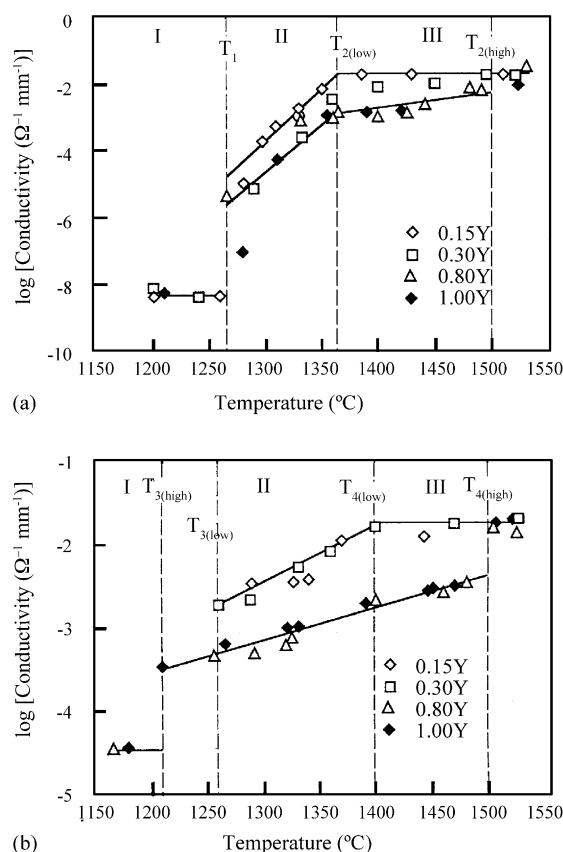 I II III
T1 T2(low) T2(high)
0
-2
-4
-6
-8
-10
log [Conductivity (Ω⁻¹ mm⁻¹)]
0.15Y
0.30Y
0.80Y
1.00Y
1150 1200 1250 1300 1350 1400 1450 1500 1550
(a) Temperature (ºC)
I T3(high) II T4(low) III T4(high)
T3(low)
-1
-2
-3
-4
-5
log [Conductivity (Ω⁻¹ mm⁻¹)]
0.15Y
0.30Y
0.80Y
1.00Y
1150 1200 1250 1300 1350 1400 1450 1500 1550
(b) Temperature (ºC)